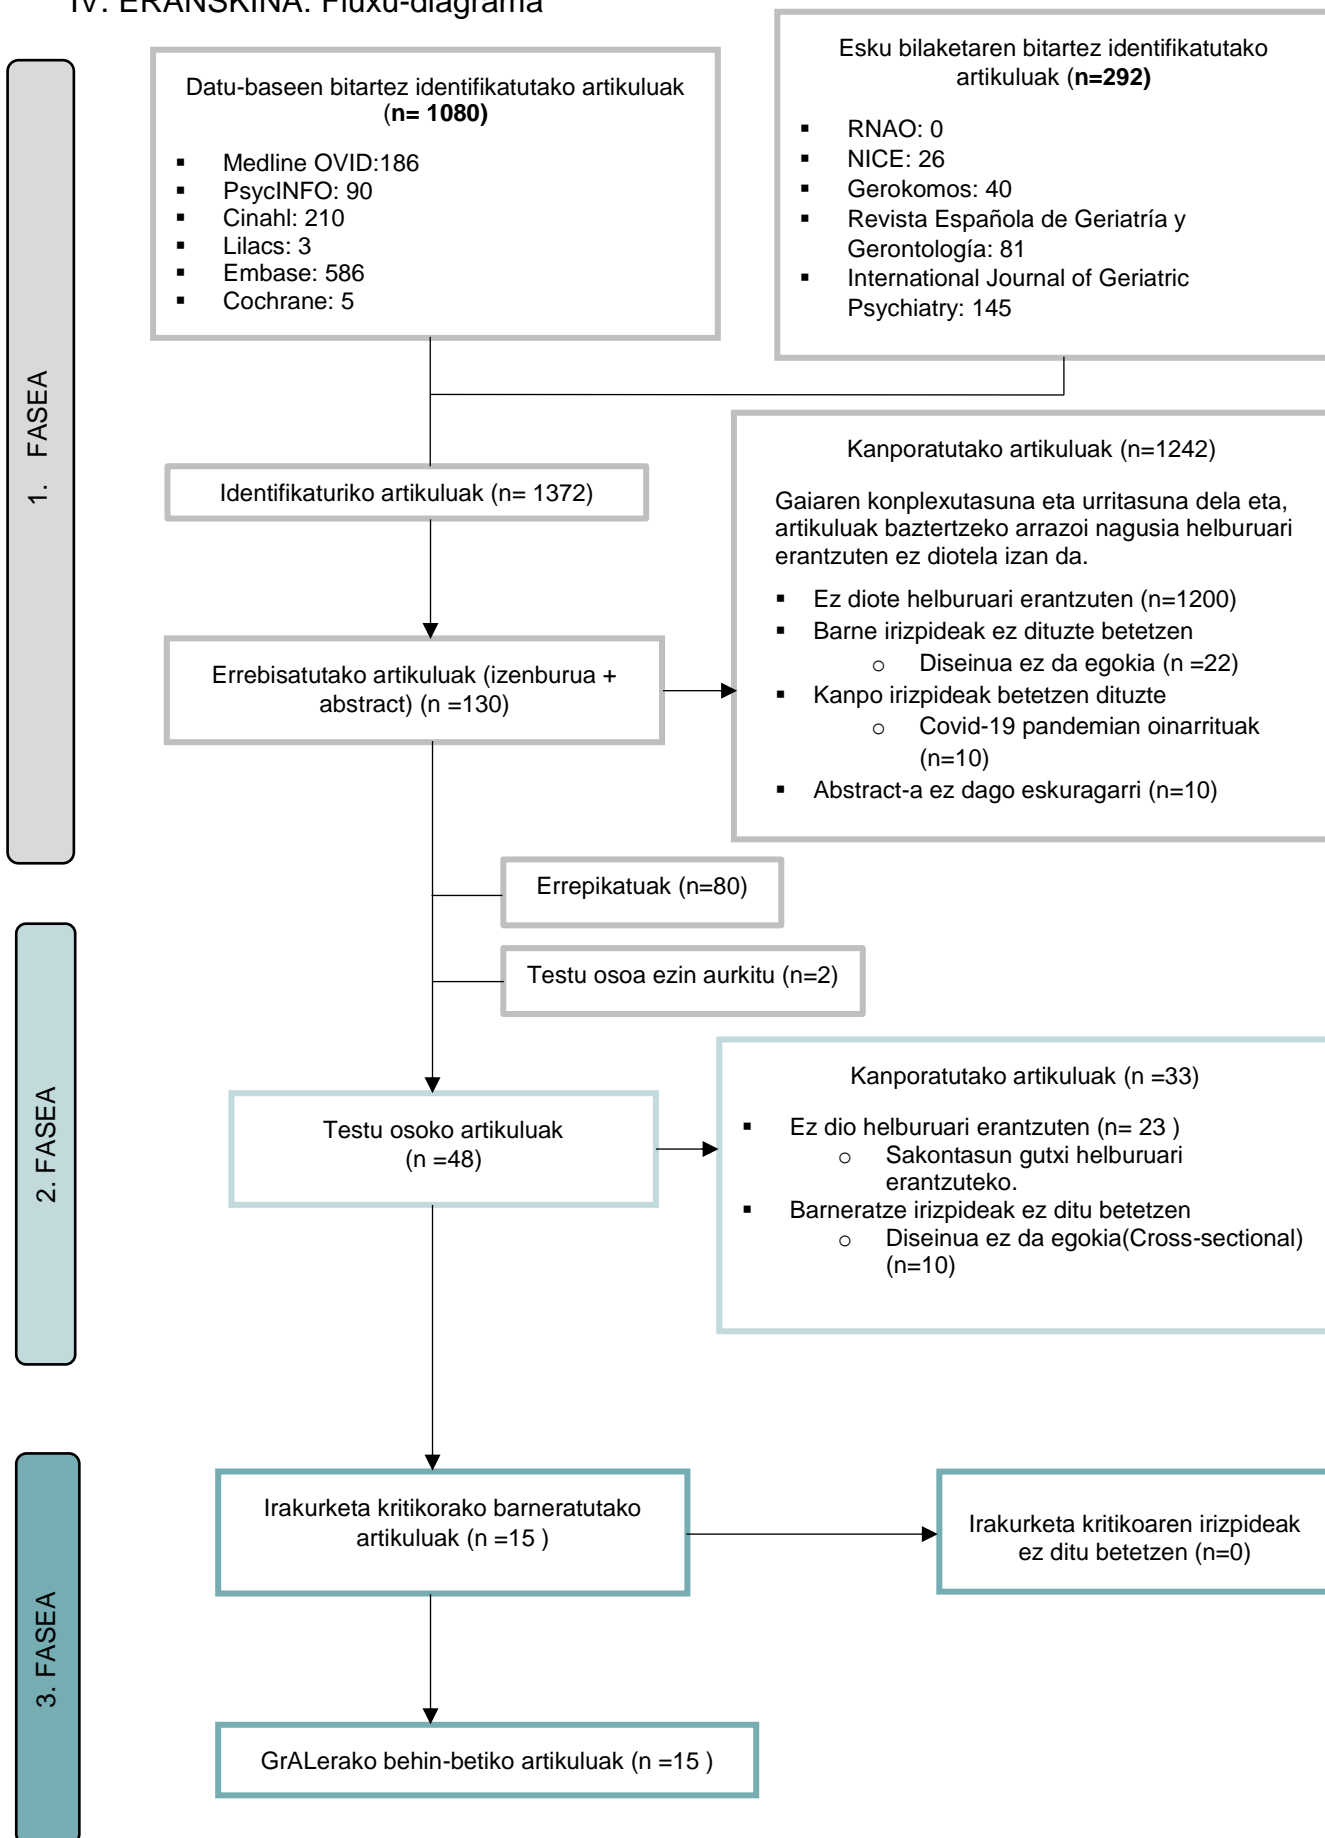 IV. ERANSKINA: Fluxu-diagrama
Datu-baseen bitartez identifikatutako artikuluak
(n= 1080)
▪ Medline OVID:186
▪ PsycINFO: 90
▪ Cinahl: 210
▪ Lilacs: 3
▪ Embase: 586
▪ Cochrane: 5
Esku bilaketaren bitartez identifikatutako
artikuluak (n=292)
▪ RNAO: 0
▪ NICE: 26
▪ Gerokomos: 40
▪ Revista Española de Geriatría y
Gerontología: 81
▪ International Journal of Geriatric
Psychiatry: 145
1. FASEA
Identifikaturiko artikuluak (n= 1372)
Kanporatutako artikuluak (n=1242)
Gaiaren konplexutasuna eta urritasuna dela eta,
artikuluak baztertzeko arrazoi nagusia helburuari
erantzuten ez diotela izan da.
▪ Ez diote helburuari erantzuten (n=1200)
▪ Barne irizpideak ez dituzte betetzen
o Diseinua ez da egokia (n =22)
▪ Kanpo irizpideak betetzen dituzte
o Covid-19 pandemian oinarrituak
(n=10)
▪ Abstract-a ez dago eskuragarri (n=10)
Errebisatutako artikuluak (izenburua +
abstract) (n =130)
Errepikatuak (n=80)
Testu osoa ezin aurkitu (n=2)
2. FASEA
Testu osoko artikuluak
(n =48)
Kanporatutako artikuluak (n =33)
▪ Ez dio helburuari erantzuten (n= 23 )
o Sakontasun gutxi helburuari
erantzuteko.
▪ Barneratze irizpideak ez ditu betetzen
o Diseinua ez da egokia(Cross-sectional)
(n=10)
3. FASEA
Irakurketa kritikorako barneratutako
artikuluak (n =15 )
Irakurketa kritikoaren irizpideak
ez ditu betetzen (n=0)
GrALerako behin-betiko artikuluak (n =15 )